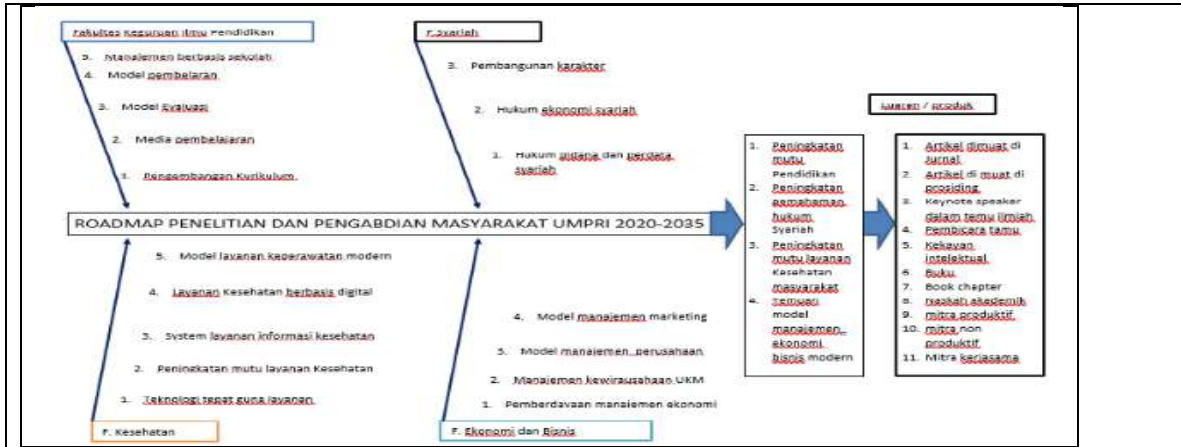 Fakultas Keguruan Ilmu Pendidikan
5. Manajemen berbasis sekolah
4. Model pembelaran
3. Model Evaluasi
2. Media pembelajaran
1. Pengembangan Kurikulum
F.Syariah
3. Pembangunan karakter
2. Hukum ekonomi syariah
1. Hukum pidana dan perdata
syariah
ROADMAP PENELITIAN DAN PENGABDIAN MASYARAKAT UMPRI 2020-2035
5. Model layanan keperawatan modern
4. Layanan Kesehatan berbasis digital
3. System layanan informasi kesehatan
2. Peningkatan mutu layanan Kesehatan
1. Teknologi tepat guna layanan
F. Kesehatan
4. Model manajemen marketing
3. Model manajemen perusahaan
2. Manajemen kewirausahaan UKM
1. Pemberdayaan manajemen ekonomi
F. Ekonomi dan Bisnis
1. Peningkatan
mutu
Pendidikan
2. Peningkatan
pemahaman
hukum
Syariah
3. Peningkatan
mutu layanan
Kesehatan
masyarakat
4. Temuan
model
manajemen
ekonomi
bisnis modern
Luaran / produk
1. Artikel dimuat di
Jurnal
2. Artikel di muat di
prosiding
3. Keynote speaker
dalam temu ilmiah
4. Pembicara tamu
5. Kekayan
intelektual
6. Buku
7. Book chapter
8. Naskah akademik
9. mitra produktif
10. mitra non
produktif
11. Mitra kerjasama